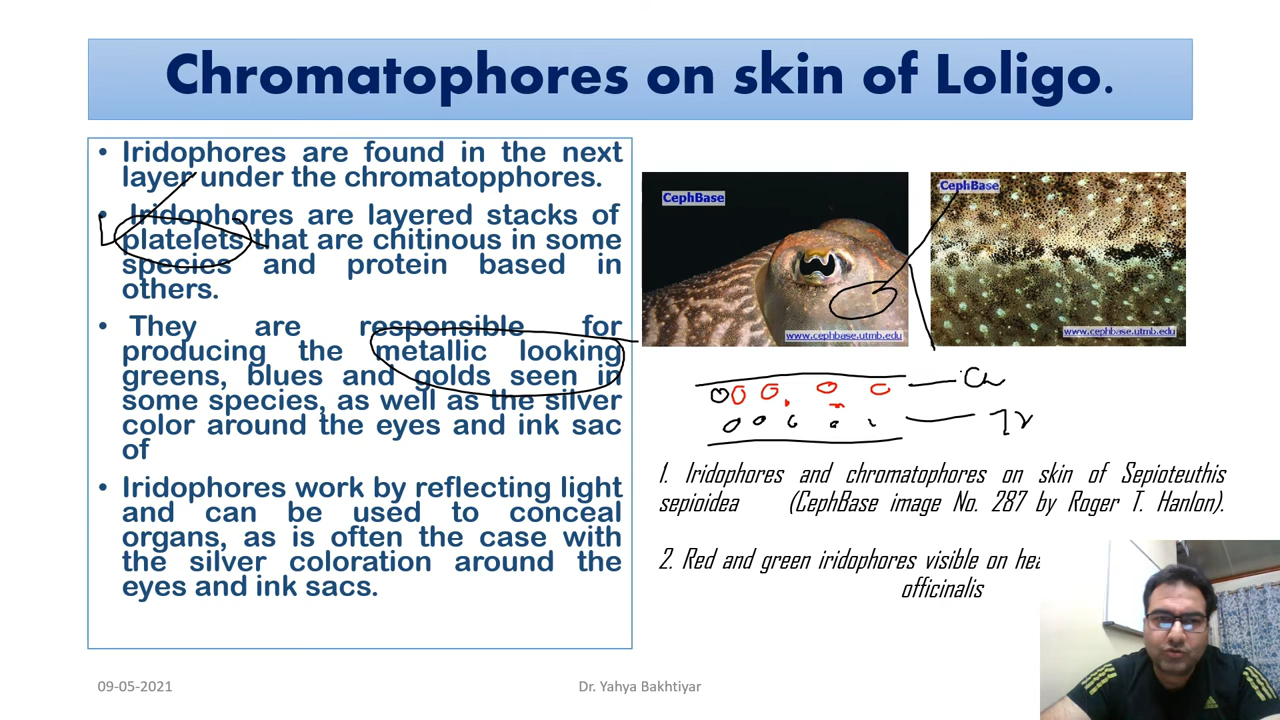 Chromatophores on skin of Loligo.
• Iridophores are found in the next
layer under the chromatopphores.
• Iridophores are layered stacks of
platelets that are chitinous in some
species and protein based in
others.
• They are responsible for
producing the metallic looking
greens, blues and golds seen in
some species, as well as the silver
color around the eyes and ink sac
of
• Iridophores work by reflecting light
and can be used to conceal
organs, as is often the case with
the silver coloration around the
eyes and ink sacs.
CephBase
www.cephbase.utmb.edu
CephBase
www.cephbase.utmb.edu
Ch
Ir
1. Iridophores and chromatophores on skin of Sepioteuthis
sepioidea (CephBase image No. 287 by Roger T. Hanlon).
2. Red and green iridophores visible on
officinalis
09-05-2021
Dr. Yahya Bakhtiyar